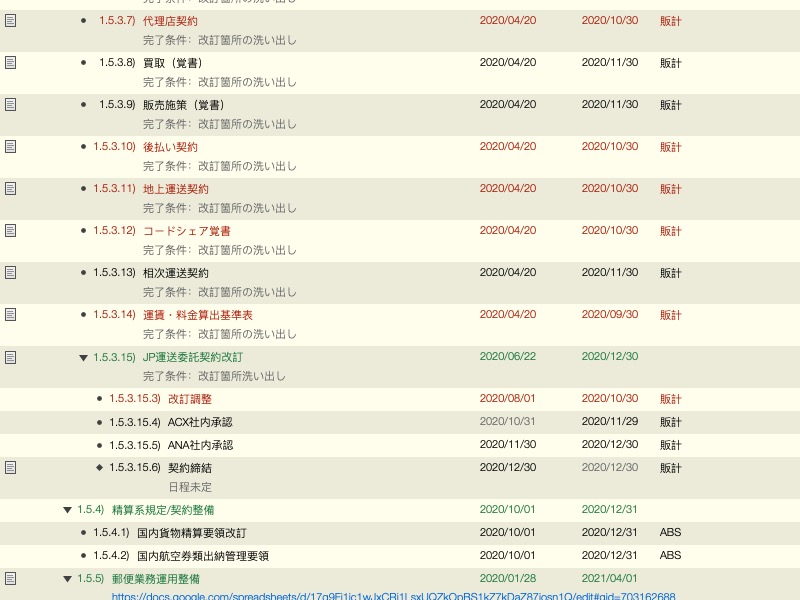 1.5.3.7) 代理店契約 2020/04/20 2020/10/30 販計
完了条件：改訂箇所の洗い出し
1.5.3.8) 買取（覚書） 2020/04/20 2020/11/30 販計
完了条件：改訂箇所の洗い出し
1.5.3.9) 販売施策（覚書） 2020/04/20 2020/11/30 販計
完了条件：改訂箇所の洗い出し
1.5.3.10) 後払い契約 2020/04/20 2020/10/30 販計
完了条件：改訂箇所の洗い出し
1.5.3.11) 地上運送契約 2020/04/20 2020/10/30 販計
完了条件：改訂箇所の洗い出し
1.5.3.12) コードシェア覚書 2020/04/20 2020/10/30 販計
完了条件：改訂箇所の洗い出し
1.5.3.13) 相次運送契約 2020/04/20 2020/11/30 販計
完了条件：改訂箇所の洗い出し
1.5.3.14) 運賃・料金算出基準表 2020/04/20 2020/09/30 販計
完了条件：改訂箇所の洗い出し
1.5.3.15) JP運送委託契約改訂 2020/06/22 2020/12/30
完了条件：改訂箇所洗い出し
1.5.3.15.3) 改訂調整 2020/08/01 2020/10/30 販計
1.5.3.15.4) ACX社内承認 2020/10/31 2020/11/29 販計
1.5.3.15.5) ANA社内承認 2020/11/30 2020/12/30 販計
1.5.3.15.6) 契約締結 2020/12/30 2020/12/30 販計
日程未定
1.5.4) 精算系規定/契約整備 2020/10/01 2020/12/31
1.5.4.1) 国内貨物精算要領改訂 2020/10/01 2020/12/31 ABS
1.5.4.2) 国内航空券類出納管理要領 2020/10/01 2020/12/31 ABS
1.5.5) 郵便業務運用整備 2020/01/28 2021/04/01